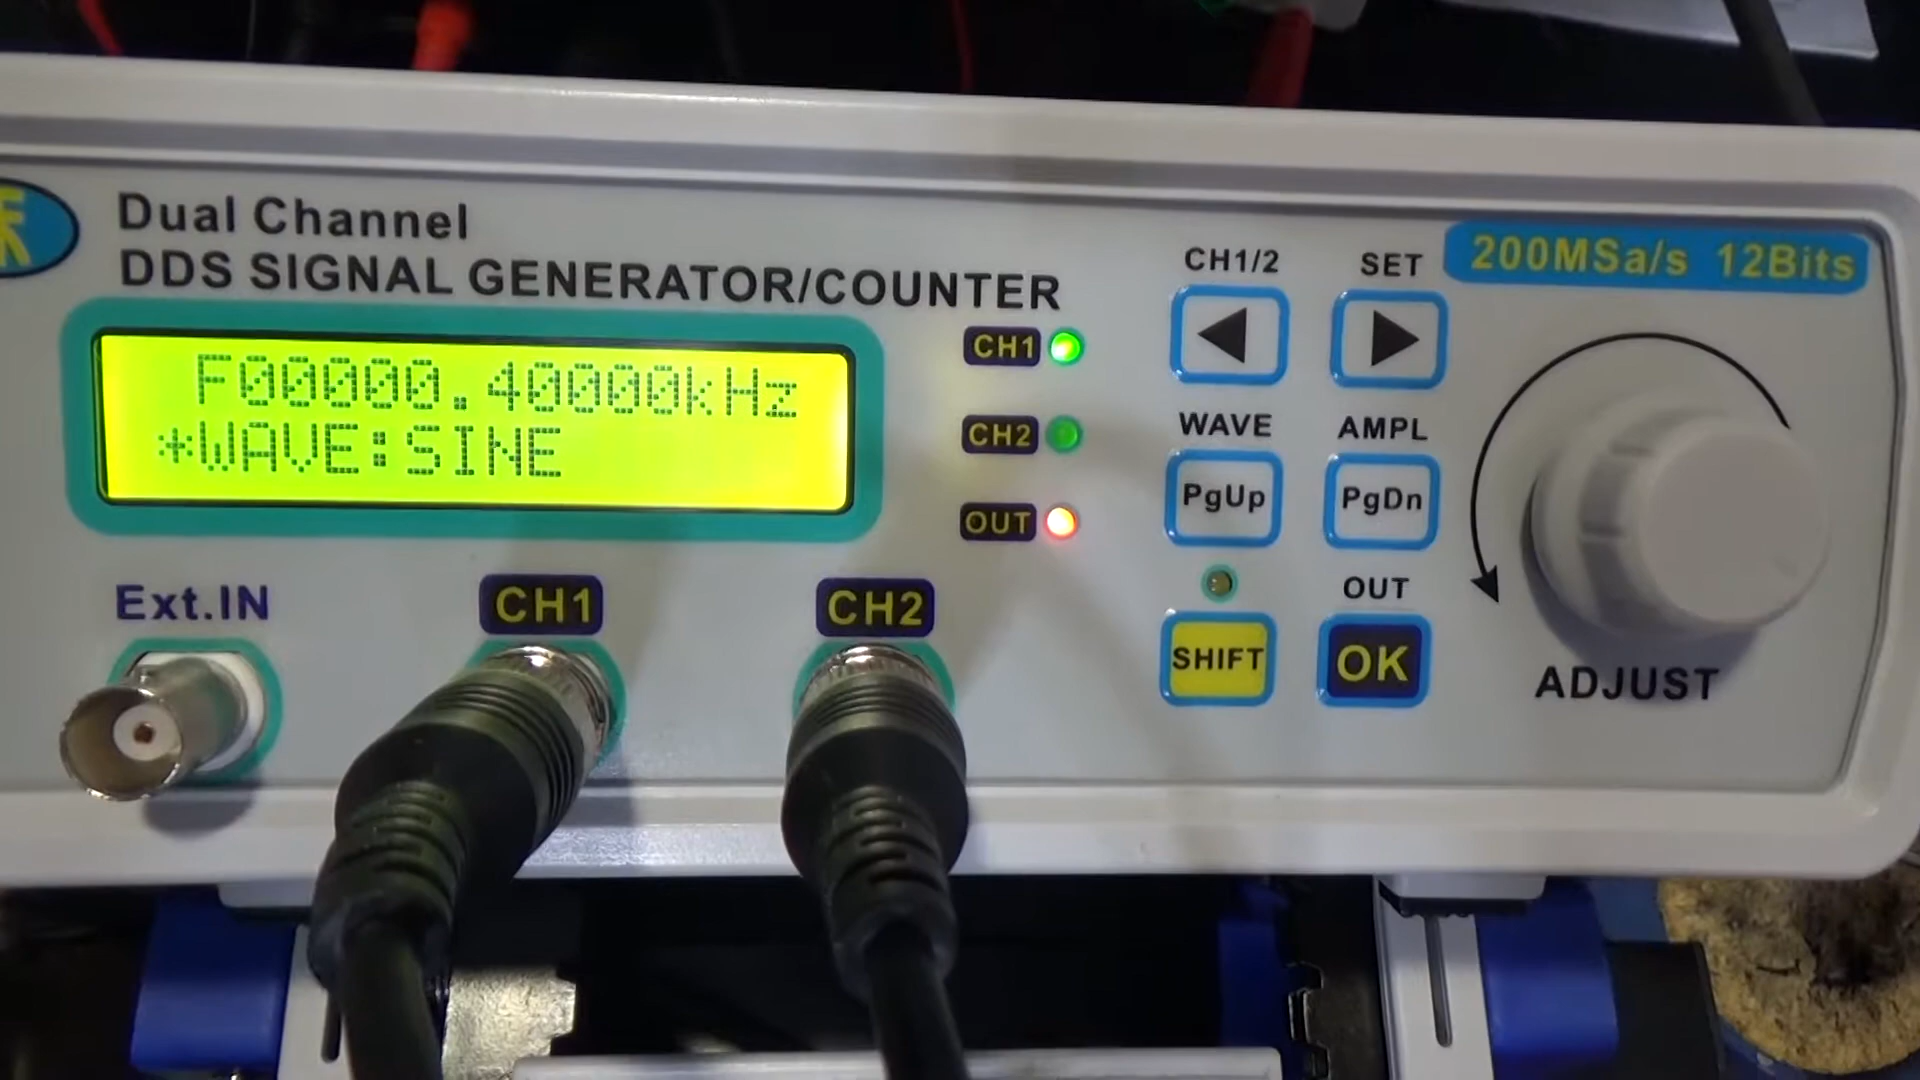 Dual Channel
DDS SIGNAL GENERATOR/COUNTER
F00000.40000kHz
*WAVE:SINE
CH1
CH2
OUT
CH1/2
SET
200MSa/s 12Bits
WAVE
AMPL
PgUp
PgDn
OUT
SHIFT
OK
ADJUST
Ext.IN
CH1
CH2